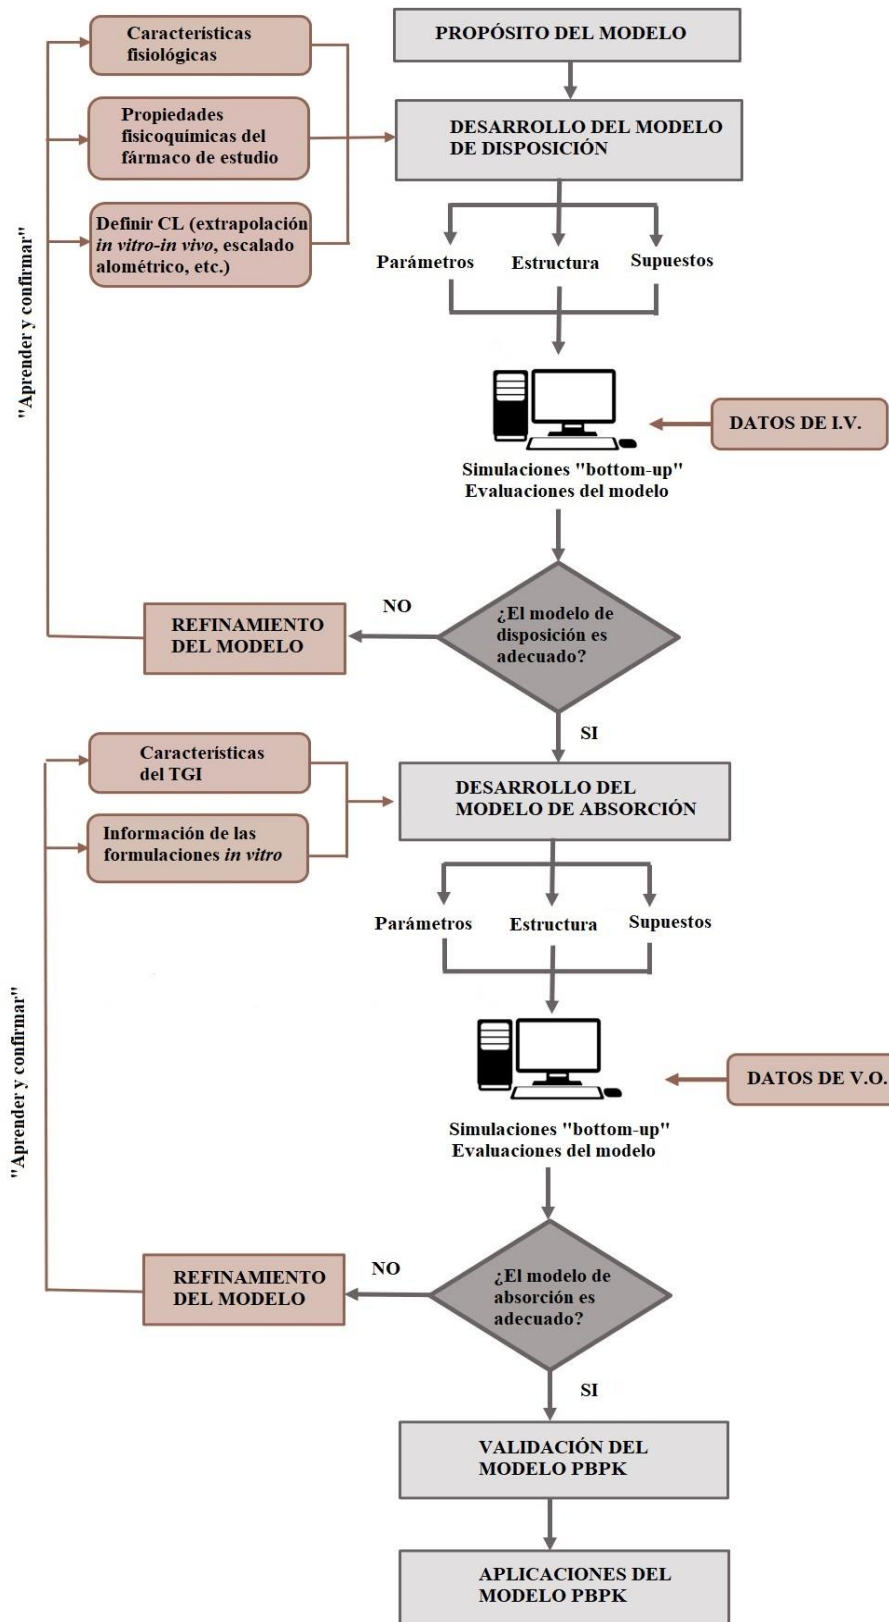 Características
fisiológicas
PROPÓSITO DEL MODELO
Propiedades
fisicoquímicas del
fármaco de estudio
DESARROLLO DEL MODELO
DE DISPOSICIÓN
Definir CL (extrapolación
in vitro-in vivo, escalado
alométrico, etc.)
"Aprender y confirmar"
Parámetros
Estructura
Supuestos
DATOS DE I.V.
Simulaciones "bottom-up"
Evaluaciones del modelo
¿El modelo de
disposición es
adecuado?
NO
REFINAMIENTO
DEL MODELO
SI
Características
del TGI
DESARROLLO DEL
MODELO DE ABSORCIÓN
Información de las
formulaciones in vitro
Parámetros
Estructura
Supuestos
"Aprender y confirmar"
DATOS DE V.O.
Simulaciones "bottom-up"
Evaluaciones del modelo
¿El modelo de
absorción es
adecuado?
NO
REFINAMIENTO
DEL MODELO
SI
VALIDACIÓN DEL
MODELO PBPK
APLICACIONES DEL
MODELO PBPK